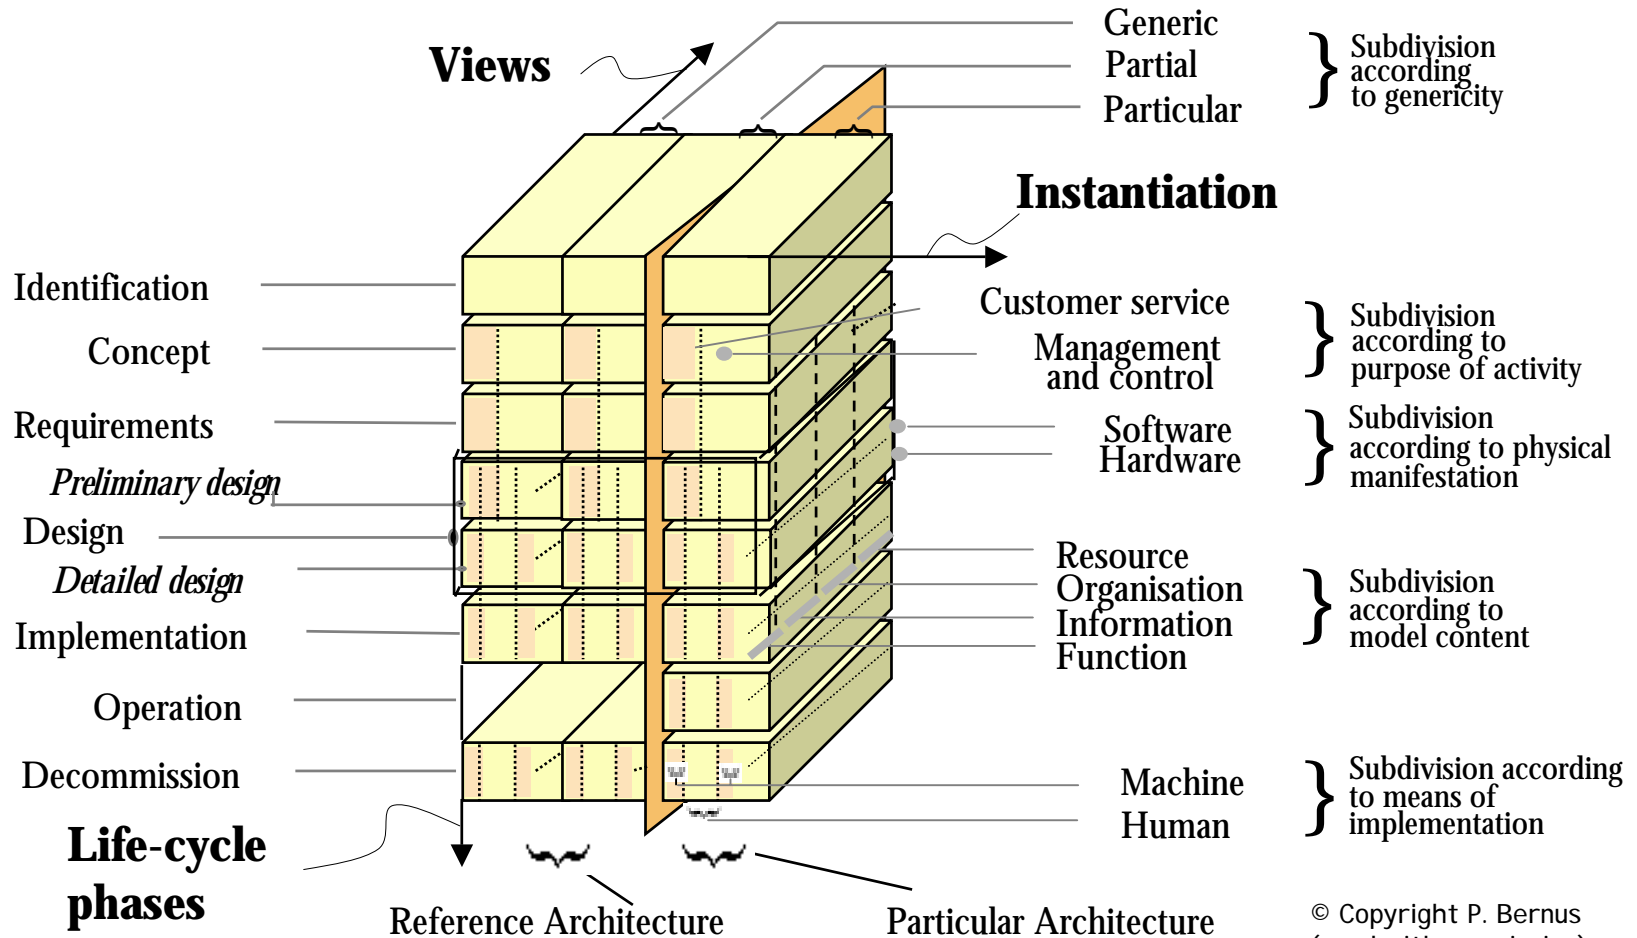 Generic
Partial
Particular
Subdivision
according
to genericity
Views
Instantiation
Identification
Concept
Requirements
Preliminary design
Design
Detailed design
Implementation
Operation
Decommission
Customer service
Management
and control
Subdivision
according to
purpose of activity
Software
Hardware
Subdivision
according to physical
manifestation
Resource
Organisation
Information
Function
Subdivision
according to
model content
Machine
Human
Subdivision according
to means of
implementation
Life-cycle
phases
Reference Architecture
Particular Architecture
© Copyright P. Bernus